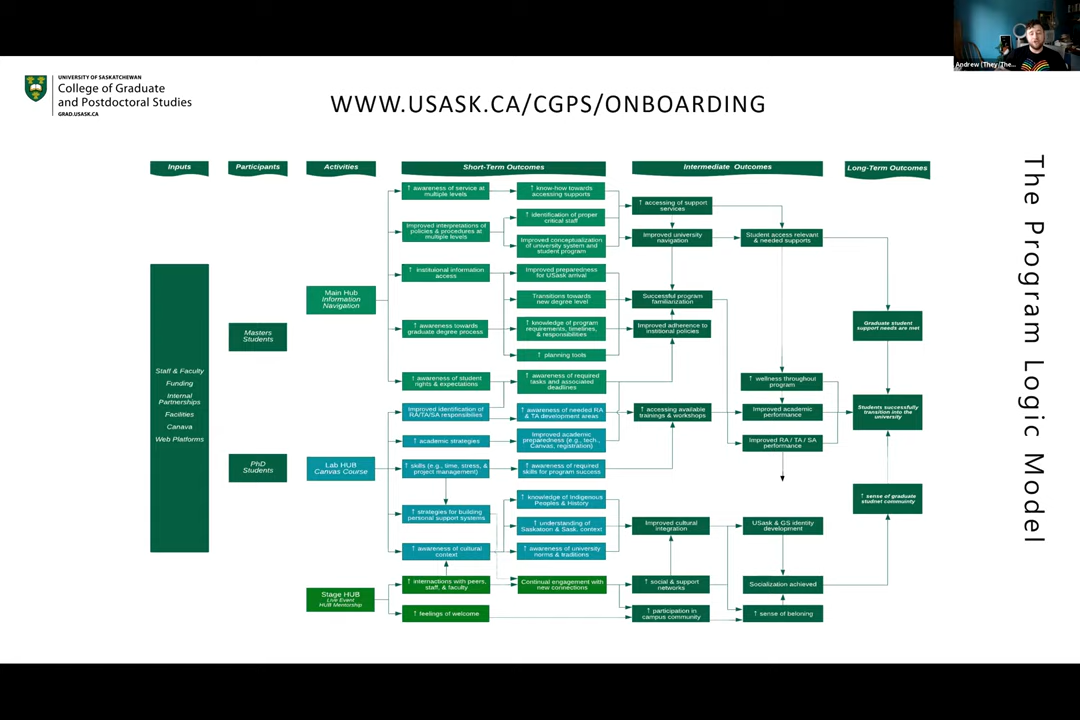 Andrew (They/The...
UNIVERSITY OF SASKATCHEWAN
College of Graduate
and Postdoctoral Studies
GRAD.USASK.CA
WWW.USASK.CA/CGPS/ONBOARDING
The Program Logic Model
Inputs
Participants
Activities
Short-Term Outcomes
Intermediate Outcomes
Long-Term Outcomes
Staff & Faculty
Funding
Internal
Partnerships
Facilities
Canava
Web Platforms
Masters
Students
PhD
Students
Main Hub
Information
Navigation
Lab HUB
Canvas Course
Stage HUB
Live Event
HUB Mentorship
↑ awareness of service at
multiple levels
Improved interpretations of
policies & procedures at
multiple levels
↑ instituional information
access
↑ awareness towards
graduate degree process
↑ awareness of student
rights & expectations
Improved identification of
RA/TA/SA responsibilies
↑ academic strategies
↑ skills (e.g., time, stress, &
project management)
↑ strategies for building
personal support systems
↑ awareness of cultural
context
↑ internactions with peers,
staff, & faculty
↑ feelings of welcome
↑ know-how towards
accessing supports
↑ identification of proper
critical staff
Improved conceptualization
of university system and
student program
Improved preparedness
for USask arrival
Transitions towards
new degree level
↑ knowledge of program
requirements, timelines,
& responsibilities
↑ planning tools
↑ awareness of required
tasks and associated
deadlines
↑ awareness of needed RA
& TA development areas
Improved academic
preparedness (e.g., tech.,
Canvas, registration)
↑ awareness of required
skills for program success
↑ knowledge of Indigenous
Peoples & History
↑ understanding of
Saskatoon & Sask. context
↑ awareness of university
norms & traditions
Continual engagement with
new connections
↑ accessing of support
services
Improved university
navigation
Successful program
familiarization
Improved adherence to
institional policies
↑ accessing available
trainings & workshops
Improved cultural
integration
↑ social & support
networks
↑ participation in
campus community
Student access relevant
& needed supports
↑ wellness throughout
program
Improved academic
performance
Improved RA / TA / SA
performance
USask & GS identity
development
Socialization achieved
↑ sense of beloning
Graduate student
support needs are met
Students successfully
transition into the
university
↑ sense of graduate
studnet commuinty